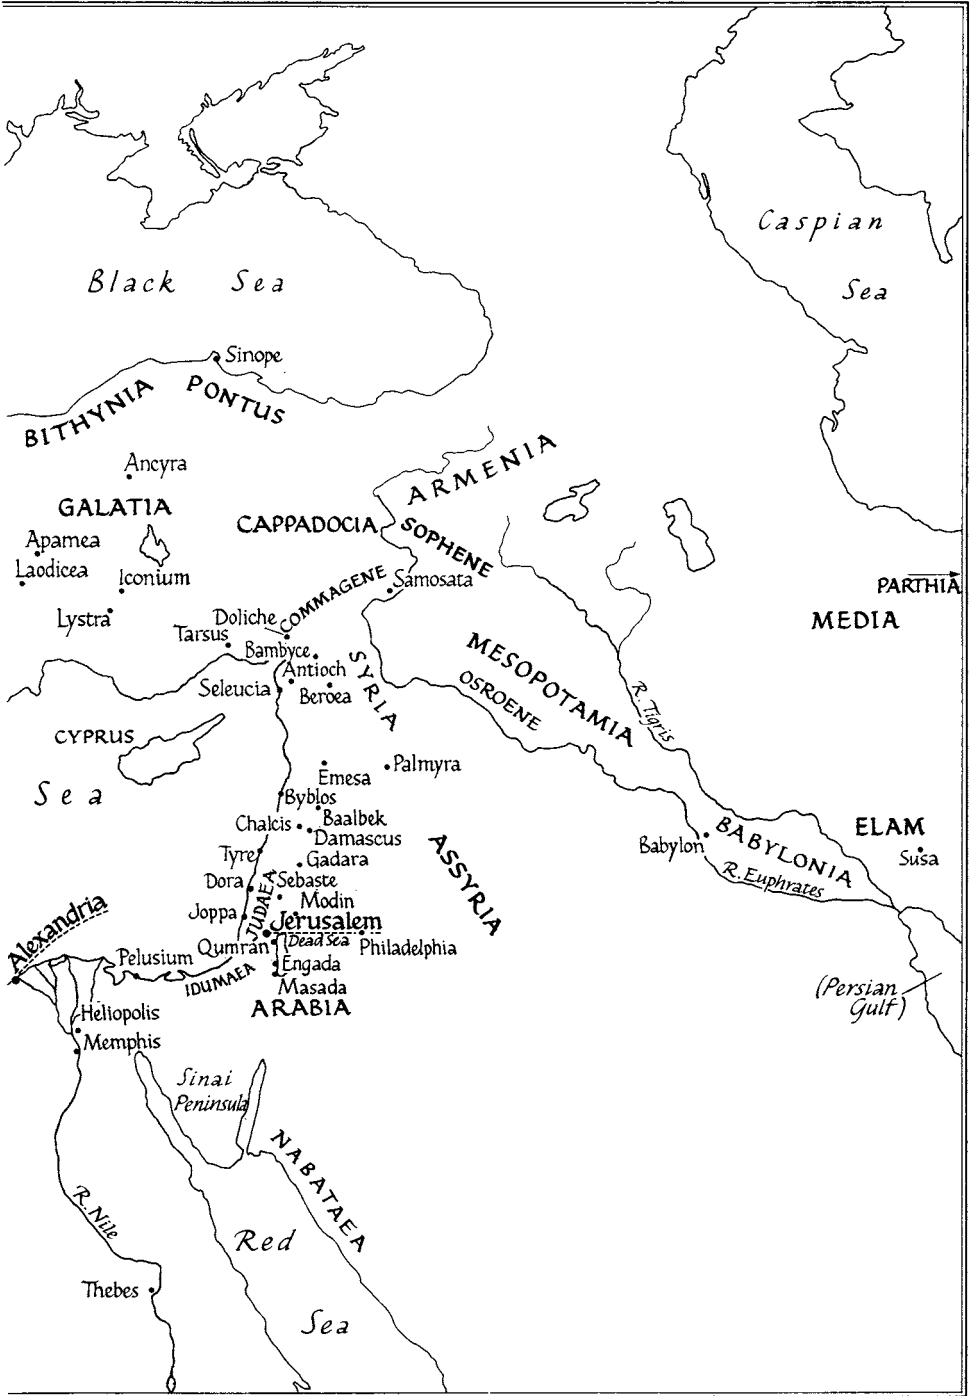 Caspian
Sea
Black Sea
Sinope
BITHYNIA
PONTUS
Ancyra
ARMENIA
GALATIA
CAPPADOCIA
SOPHENE
Apamea
Laodicea
Iconium
COMMAGENE
Samosata
PARTHIA
Lystra
Doliche
MEDIA
Tarsus
Bambyce
Antioch
SYRIA
MESOPOTAMIA
Seleucia
Beroea
OSROENE
R. Tigris
CYPRUS
Sea
Emesa
Palmyra
Byblos
Baalbek
Chalcis
Damascus
BABYLONIA
ELAM
Babylon
Susa
Tyre
Gadara
ASSYRIA
R. Euphrates
Dora
JUDAEA
Sebaste
Modin
Joppa
Jerusalem
Alexandria
Qumrân
Dead Sea
Philadelphia
Pelusium
Engada
IDUMAEA
Masada
(Persian
Gulf)
ARABIA
Heliopolis
Memphis
Sinai
Peninsula
NABATAEA
R. Nile
Red
Sea
Thebes